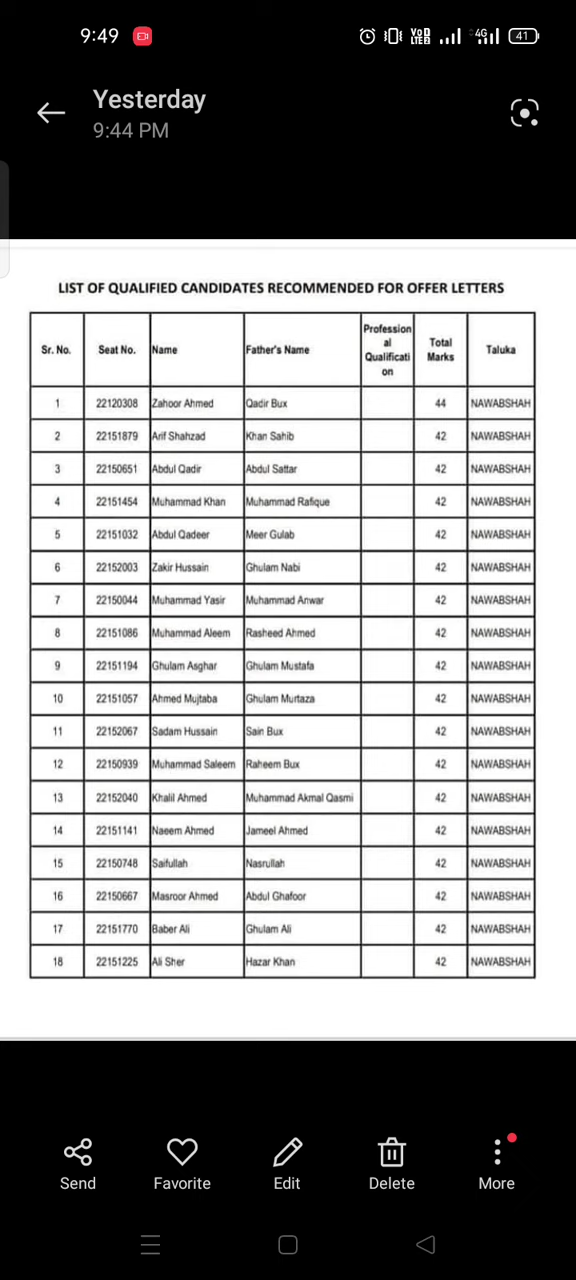 9:49
VoD LTE 4G 41
Yesterday
9:44 PM
LIST OF QUALIFIED CANDIDATES RECOMMENDED FOR OFFER LETTERS
Sr. No. Seat No. Name Father's Name Profession al Qualificati on Total Marks Taluka
1 22120308 Zahoor Ahmed Qadir Bux 44 NAWABSHAH
2 22151879 Arif Shahzad Khan Sahib 42 NAWABSHAH
3 22150651 Abdul Qadir Abdul Sattar 42 NAWABSHAH
4 22151454 Muhammad Khan Muhammad Rafique 42 NAWABSHAH
5 22151032 Abdul Qadeer Meer Gulab 42 NAWABSHAH
6 22152003 Zakir Hussain Ghulam Nabi 42 NAWABSHAH
7 22150044 Muhammad Yasir Muhammad Anwar 42 NAWABSHAH
8 22151086 Muhammad Aleem Rasheed Ahmed 42 NAWABSHAH
9 22151194 Ghulam Asghar Ghulam Mustafa 42 NAWABSHAH
10 22151057 Ahmed Mujtaba Ghulam Murtaza 42 NAWABSHAH
11 22152067 Sadam Hussain Sain Bux 42 NAWABSHAH
12 22150939 Muhammad Saleem Raheem Bux 42 NAWABSHAH
13 22152040 Khalil Ahmed Muhammad Akmal Qasmi 42 NAWABSHAH
14 22151141 Naeem Ahmed Jameel Ahmed 42 NAWABSHAH
15 22150748 Saifullah Nasrullah 42 NAWABSHAH
16 22150667 Masroor Ahmed Abdul Ghafoor 42 NAWABSHAH
17 22151770 Baber Ali Ghulam Ali 42 NAWABSHAH
18 22151225 Ali Sher Hazar Khan 42 NAWABSHAH
Send Favorite Edit Delete More